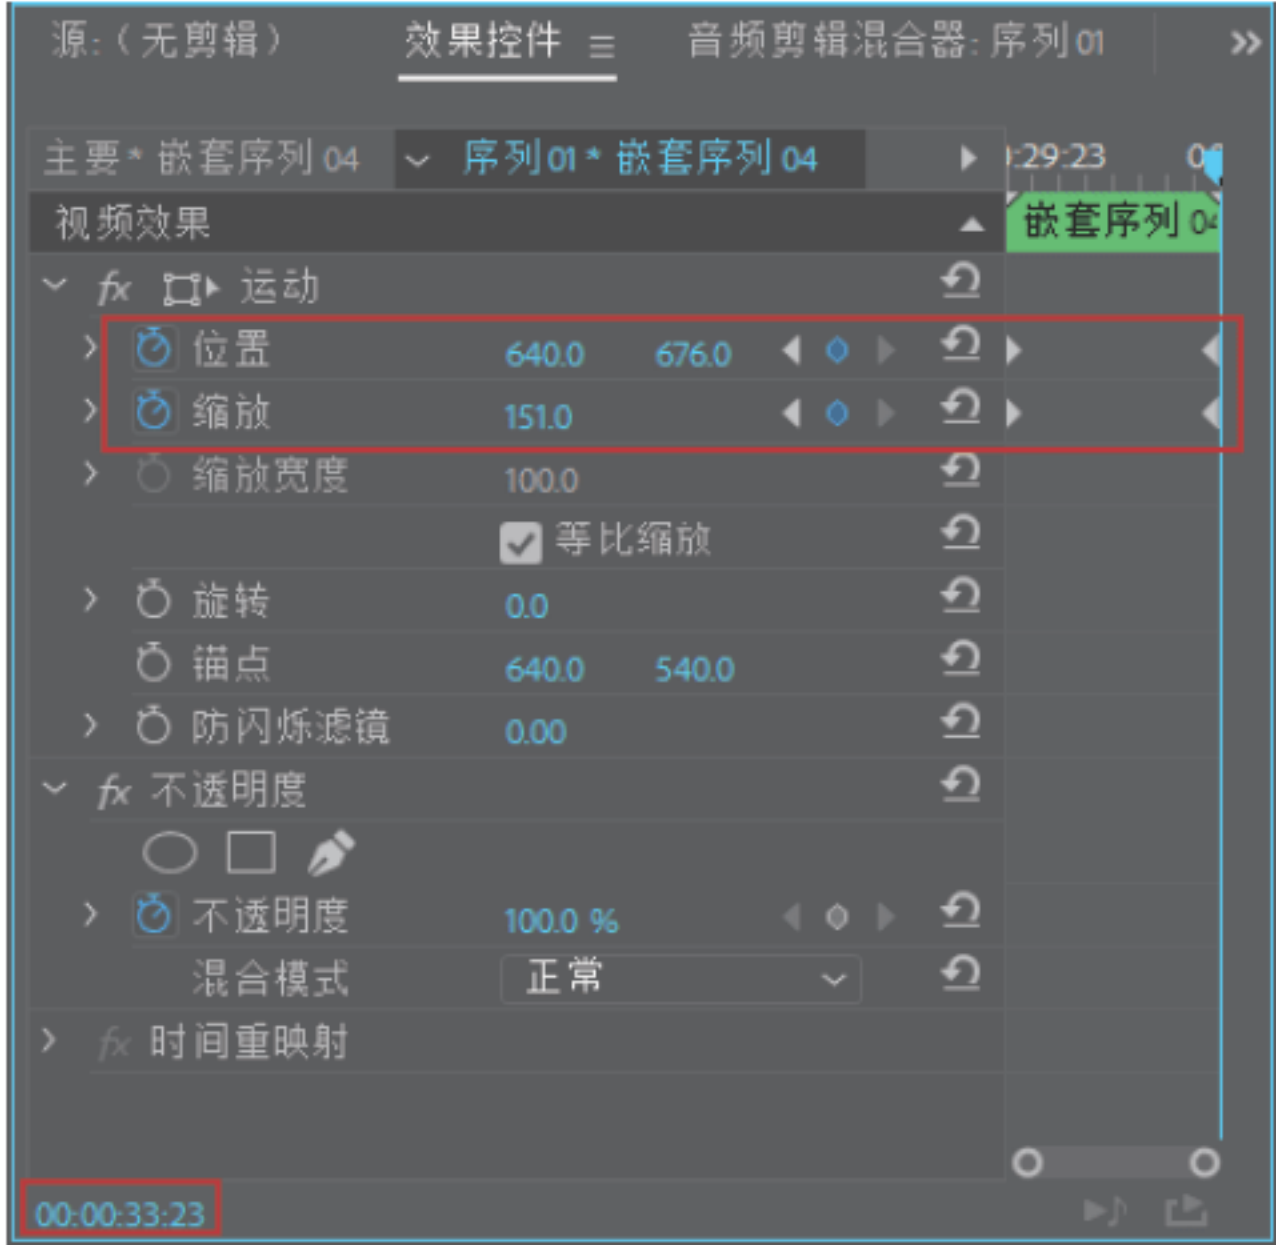 源:（无剪辑） 效果控件 音频剪辑混合器: 序列 01
主要* 嵌套序列 04 序列 01 * 嵌套序列 04 :29:23
视频效果 嵌套序列
fx 运动
位置 640.0 676.0
缩放 151.0
缩放宽度 100.0
等比缩放
旋转 0.0
锚点 640.0 540.0
防闪烁滤镜 0.00
fx 不透明度
不透明度 100.0 %
混合模式 正常
fx 时间重映射
00:00:33:23